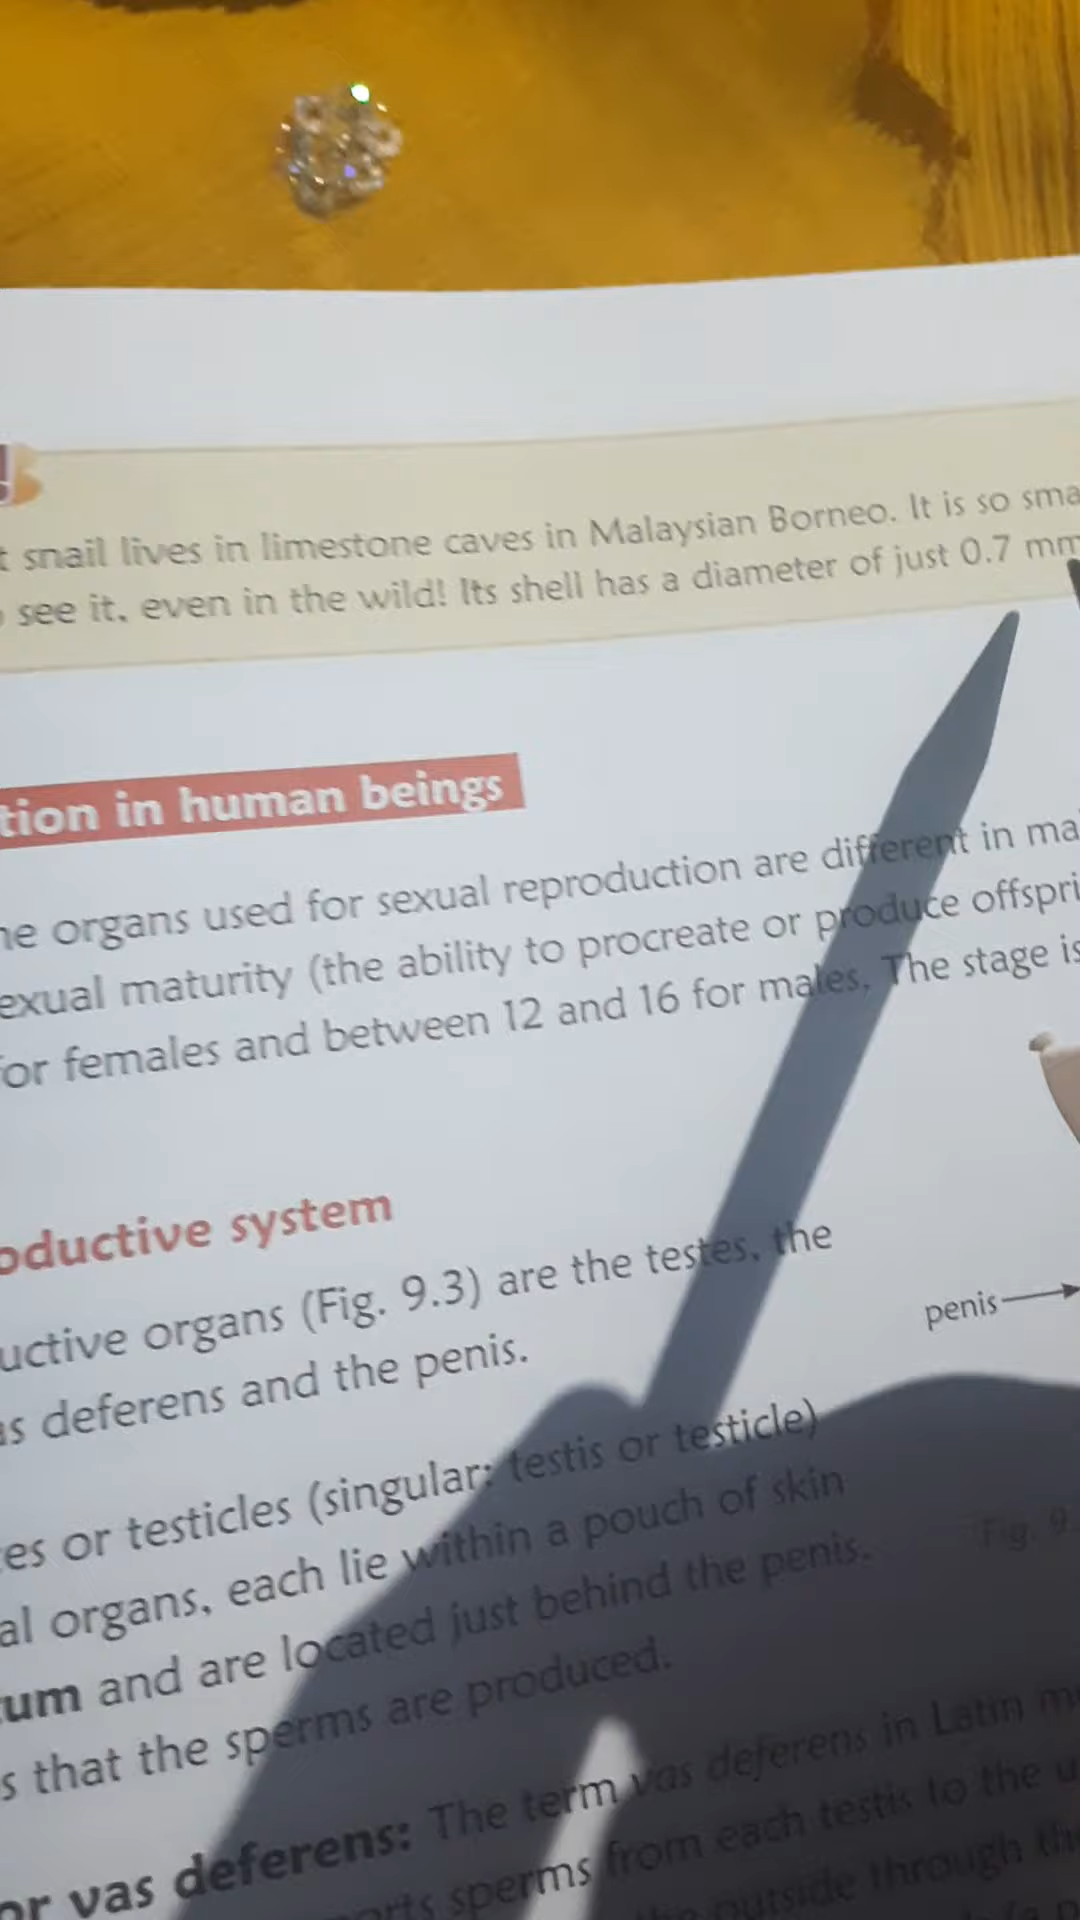 snail lives in limestone caves in Malaysian Borneo. It is so sma
see it, even in the wild! Its shell has a diameter of just 0.7 mm
tion in human beings
he organs used for sexual reproduction are different in ma
exual maturity (the ability to procreate or produce offspri
for females and between 12 and 16 for males. The stage is
oductive system
uctive organs (Fig. 9.3) are the testes, the
as deferens and the penis.
penis
es or testicles (singular: testis or testicle)
al organs, each lie within a pouch of skin
Fig. 9.
tum and are located just behind the penis.
s that the sperms are produced.
or vas deferens: The term vas deferens in Latin m
orts sperms from each testis to the u
the outside through th